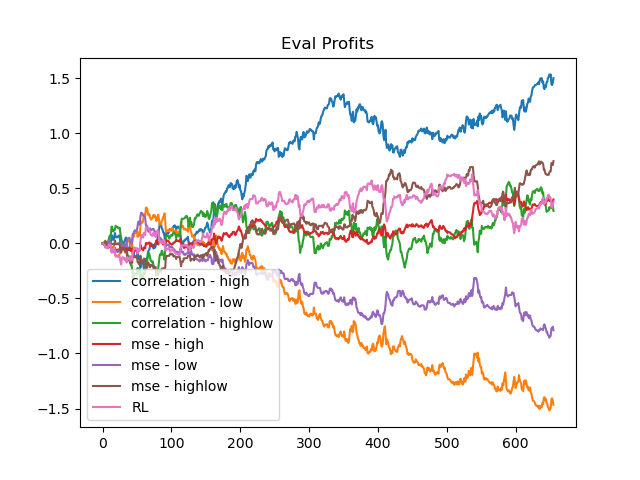 Eval Profits
1.5
1.0
0.5
0.0
−0.5
−1.0
−1.5
correlation - high
correlation - low
correlation - highlow
mse - high
mse - low
mse - highlow
RL
0 100 200 300 400 500 600